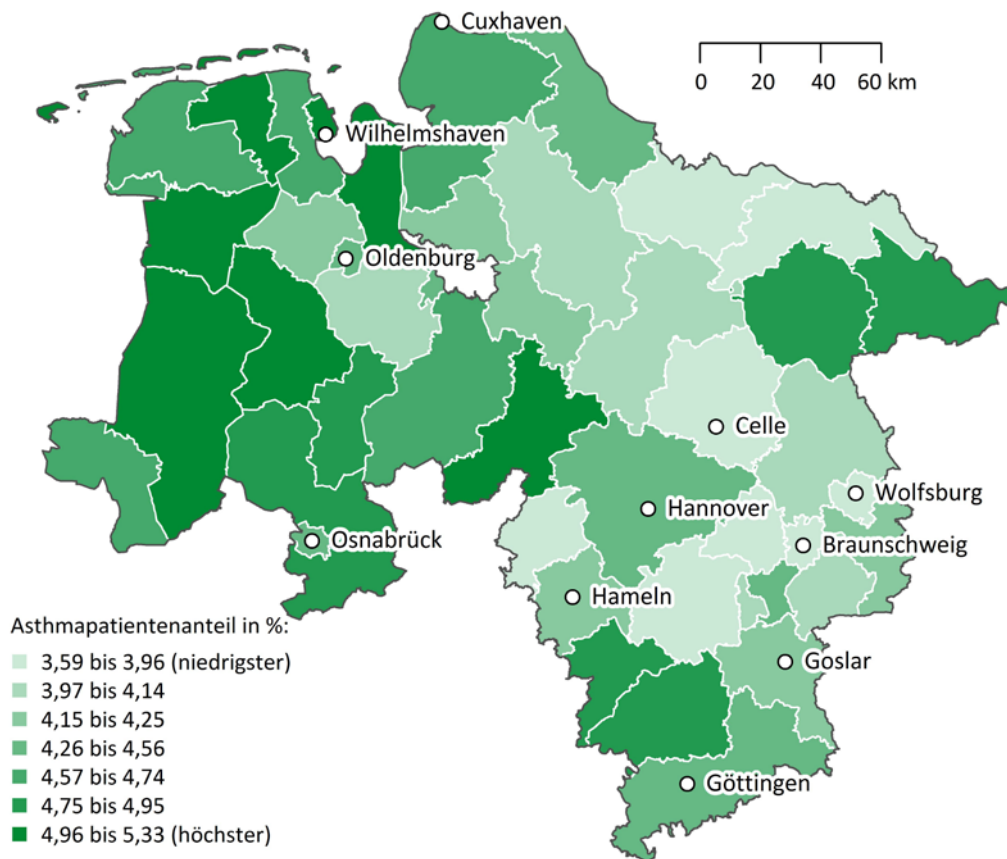 Cuxhaven
0 20 40 60 km
Wilhelmshaven
Oldenburg
Celle
Wolfsburg
Hannover
Osnabrück
Braunschweig
Hameln
Goslar
Göttingen
Asthmapatientenanteil in %:
3,59 bis 3,96 (niedrigster)
3,97 bis 4,14
4,15 bis 4,25
4,26 bis 4,56
4,57 bis 4,74
4,75 bis 4,95
4,96 bis 5,33 (höchster)